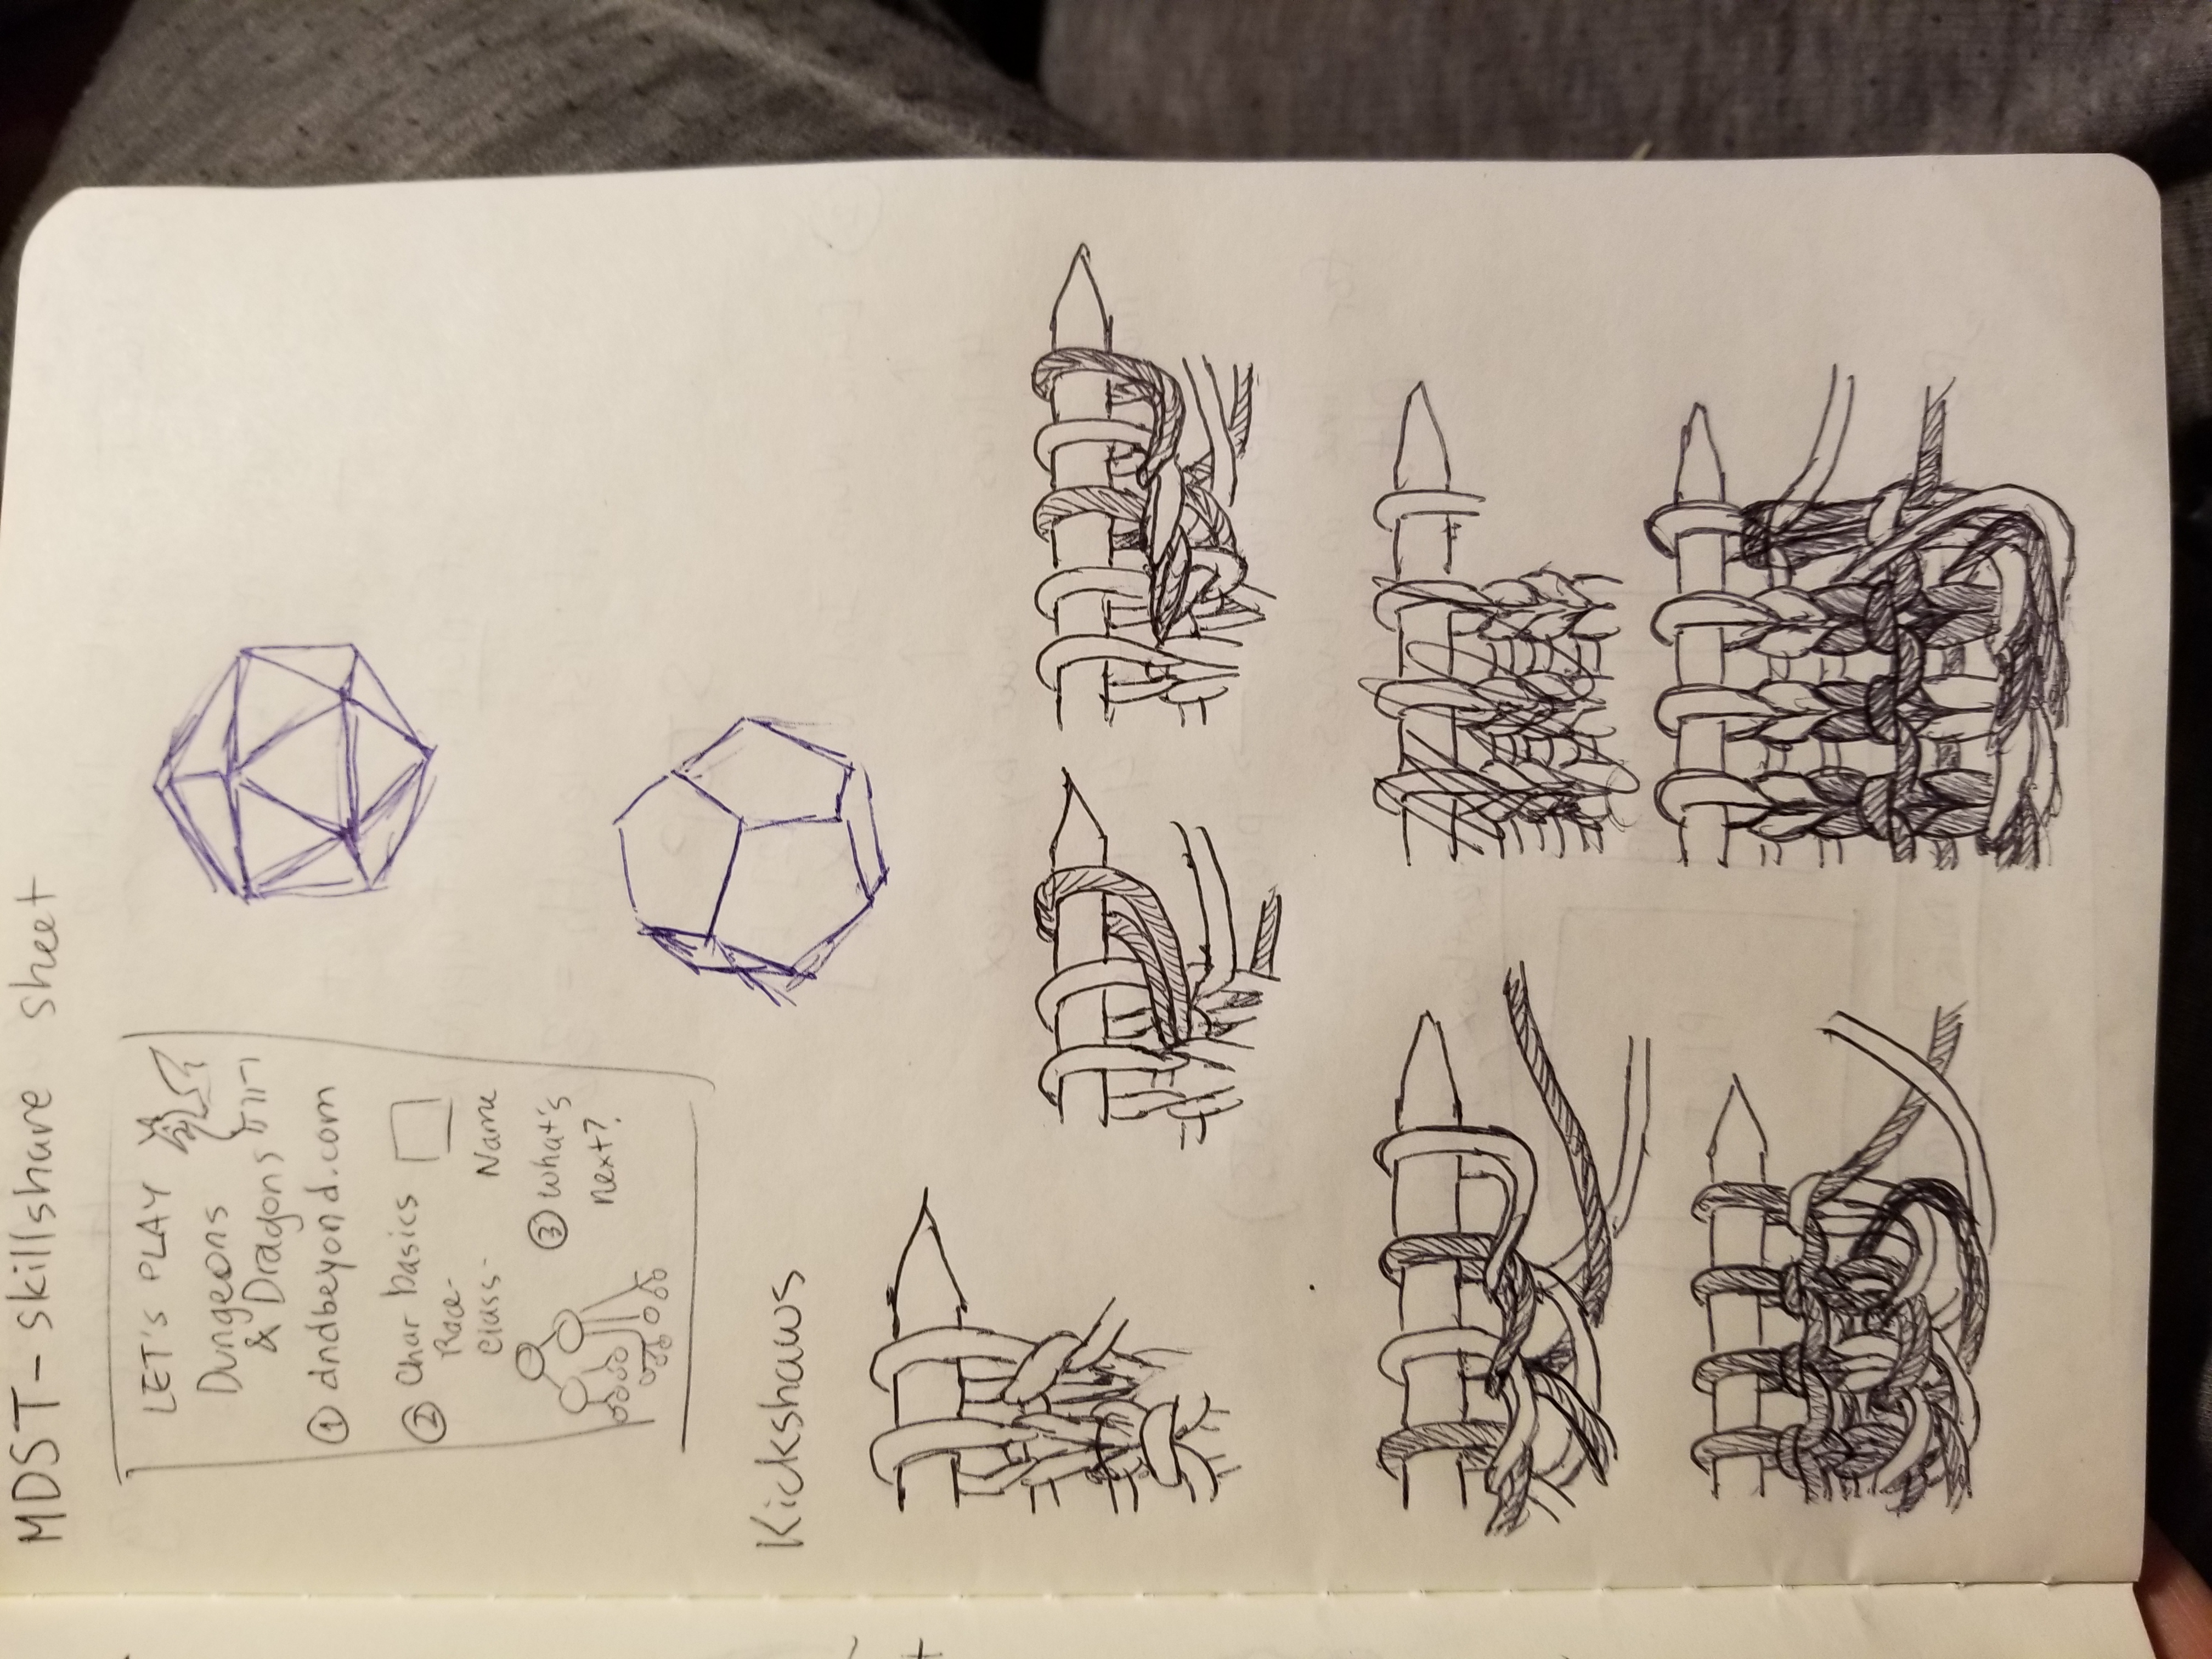 MDST - skillshare sheet
LET'S PLAY
Dungeons
& Dragons
① dndbeyond.com
② Char basics
Race-
Class-
Name
③ What's
next?
Kickshaws